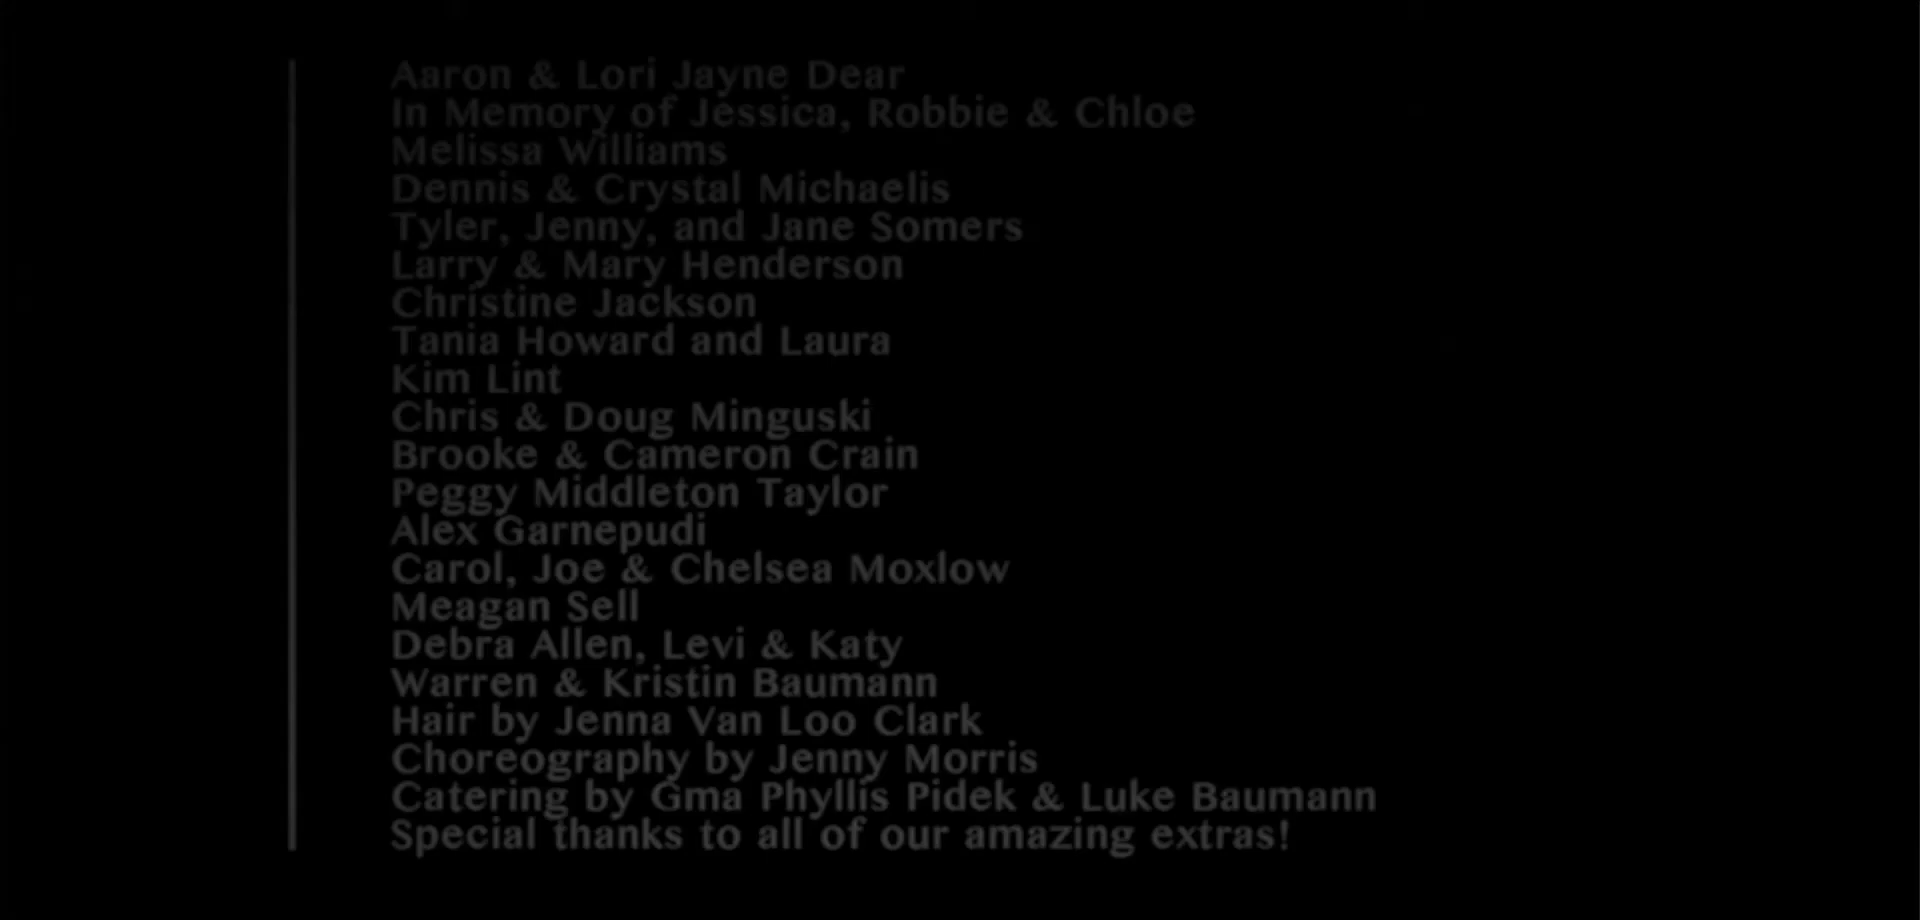 Aaron & Lori Jayne Dear
In Memory of Jessica, Robbie & Chloe
Melissa Williams
Dennis & Crystal Michaelis
Tyler, Jenny, and Jane Somers
Larry & Mary Henderson
Christine Jackson
Tania Howard and Laura
Kim Lint
Chris & Doug Minguski
Brooke & Cameron Crain
Peggy Middleton Taylor
Alex Garnepudi
Carol, Joe & Chelsea Moxlow
Meagan Sell
Debra Allen, Levi & Katy
Warren & Kristin Baumann
Hair by Jenna Van Loo Clark
Choreography by Jenny Morris
Catering by Gma Phyllis Pidek & Luke Baumann
Special thanks to all of our amazing extras!